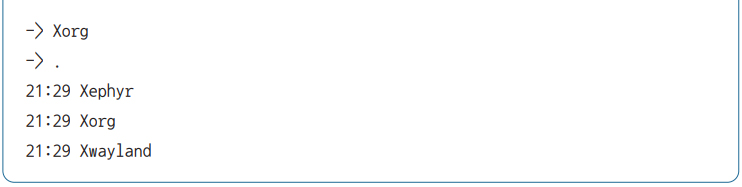 -> Xorg
-> .
21:29 Xephyr
21:29 Xorg
21:29 Xwayland